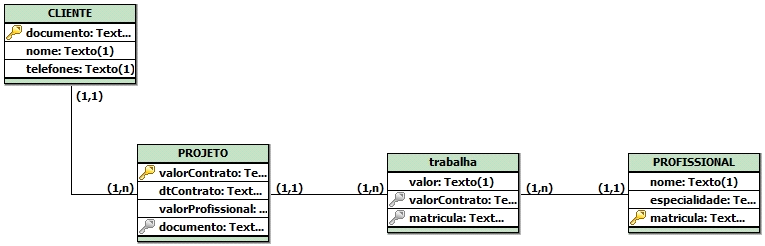 CLIENTE
documento: Text...
nome: Texto(1)
telefones: Texto(1)
(1,1)
PROJETO
valorContrato: Te...
dtContrato: Text...
valorProfissional: ...
documento: Text...
(1,n)
(1,1)
(1,n)
trabalha
valor: Texto(1)
valorContrato: Te...
matricula: Text...
(1,n)
(1,1)
PROFISSIONAL
nome: Texto(1)
especialidade: Te...
matricula: Text...